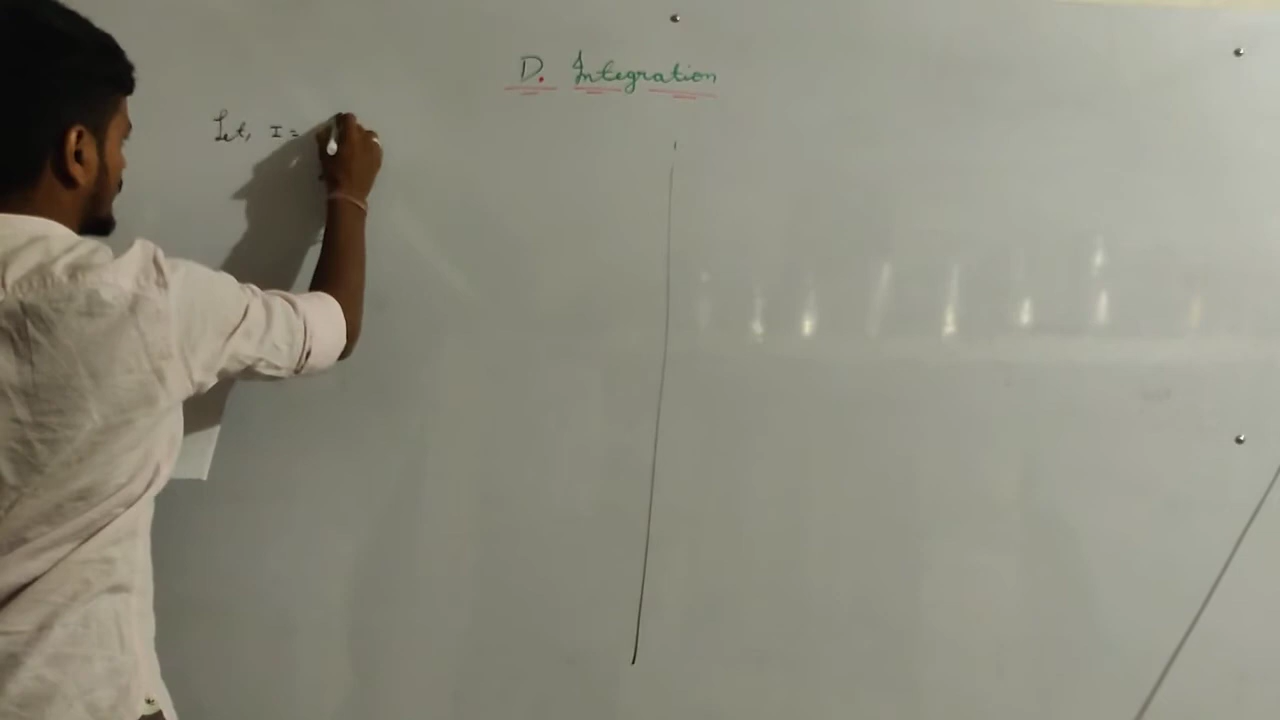 D. Integration
Let, I =